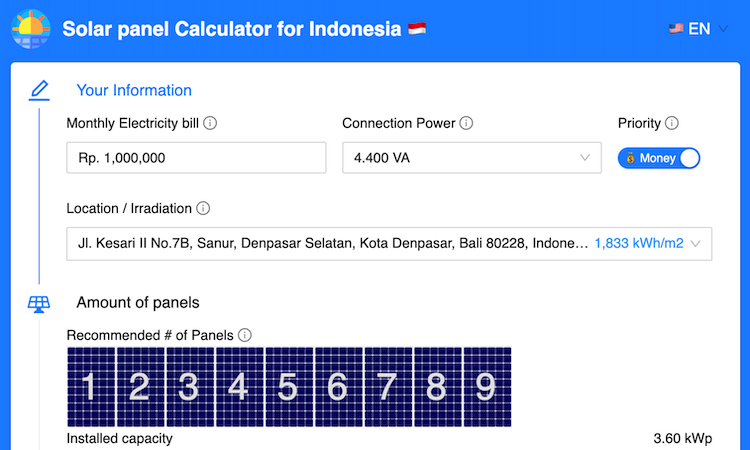 Solar panel Calculator for Indonesia
EN
Your Information
Monthly Electricity bill
Connection Power
Priority
Rp. 1,000,000
4.400 VA
Money
Location / Irradiation
Jl. Kesari II No.7B, Sanur, Denpasar Selatan, Kota Denpasar, Bali 80228, Indone... 1,833 kWh/m2
Amount of panels
Recommended # of Panels
1 2 3 4 5 6 7 8 9
Installed capacity
3.60 kWp